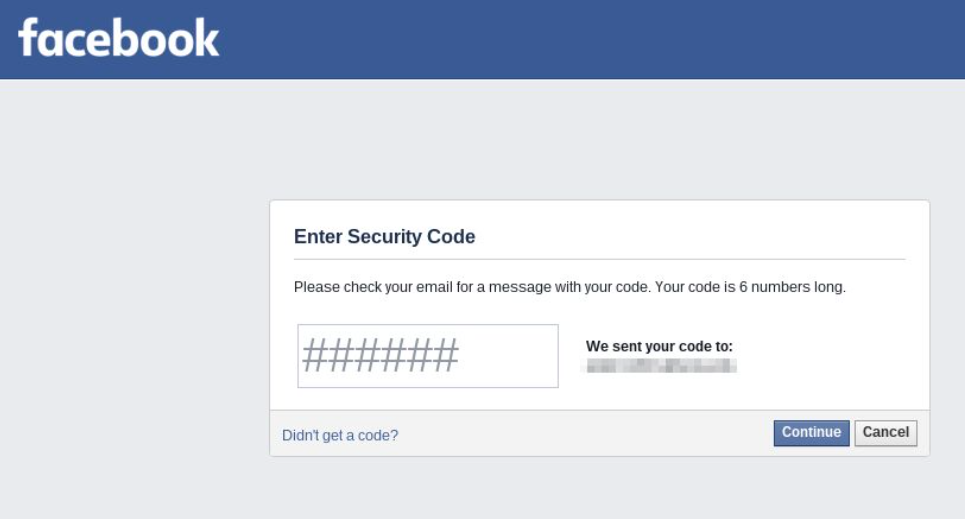 facebook
Enter Security Code
Please check your email for a message with your code. Your code is 6 numbers long.
######
We sent your code to:
Didn't get a code?
Continue
Cancel